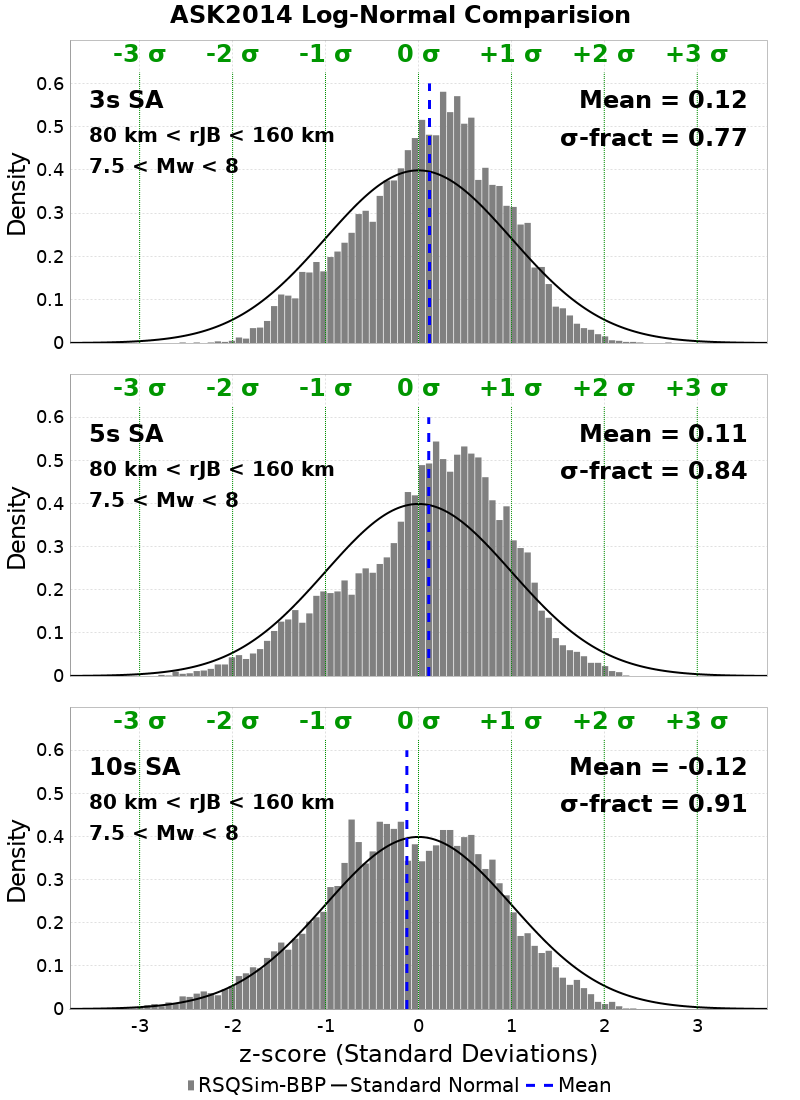 ASK2014 Log-Normal Comparision
-3 σ -2 σ -1 σ 0 σ +1 σ +2 σ +3 σ
0.6
3s SA Mean = 0.12
0.5
80 km < rJB < 160 km σ-fract = 0.77
7.5 < Mw < 8
0.4
Density
0.3
0.2
0.1
0
-3 σ -2 σ -1 σ 0 σ +1 σ +2 σ +3 σ
0.6
5s SA Mean = 0.11
0.5
80 km < rJB < 160 km σ-fract = 0.84
7.5 < Mw < 8
0.4
Density
0.3
0.2
0.1
0
-3 σ -2 σ -1 σ 0 σ +1 σ +2 σ +3 σ
0.6
10s SA Mean = -0.12
0.5
80 km < rJB < 160 km σ-fract = 0.91
7.5 < Mw < 8
0.4
Density
0.3
0.2
0.1
0
-3 -2 -1 0 1 2 3
z-score (Standard Deviations)
RSQSim-BBP Standard Normal Mean